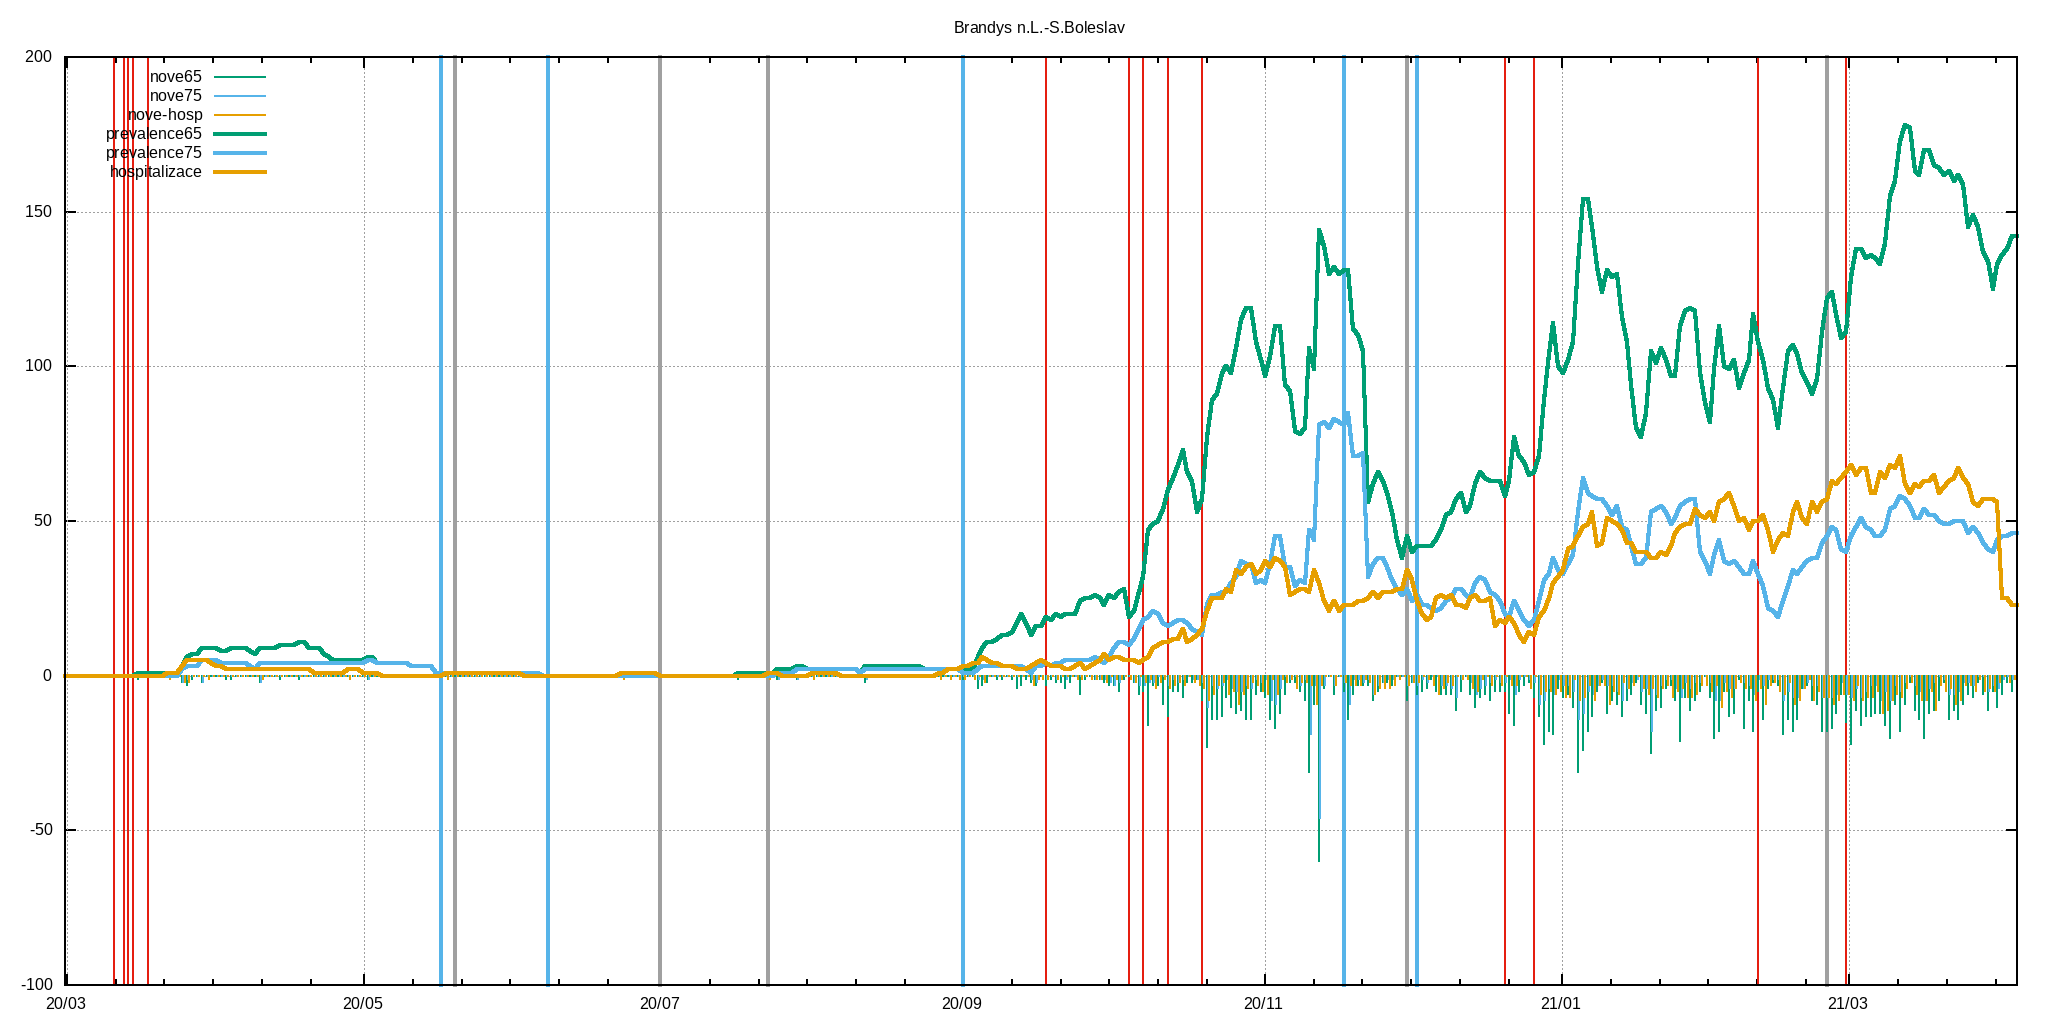 Brandys n.L.-S.Boleslav
200
nove65
nove75
nove-hosp
prevalence65
prevalence75
hospitalizace
150
100
50
0
-50
-100
20/03 20/05 20/07 20/09 20/11 21/01 21/03